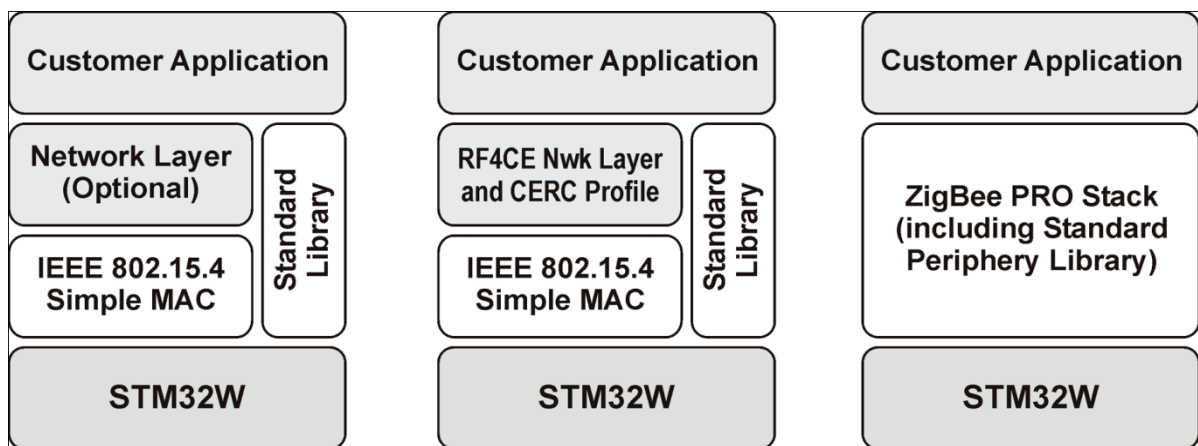 Customer Application
Network Layer
(Optional)
IEEE 802.15.4
Simple MAC
Standard
Library
STM32W
Customer Application
RF4CE Nwk Layer
and CERC Profile
IEEE 802.15.4
Simple MAC
Standard
Library
STM32W
Customer Application
ZigBee PRO Stack
(including Standard
Periphery Library)
STM32W